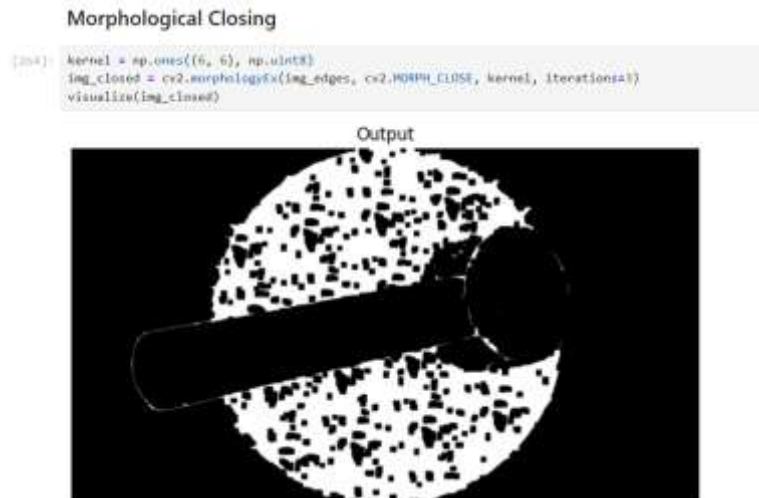 Morphological Closing
kernel = np.ones((6, 6), np.uint8)
img_closed = cv2.morphologyEx(img_edges, cv2.MORPH_CLOSE, kernel, iterations=1)
visualize(img_closed)
Output